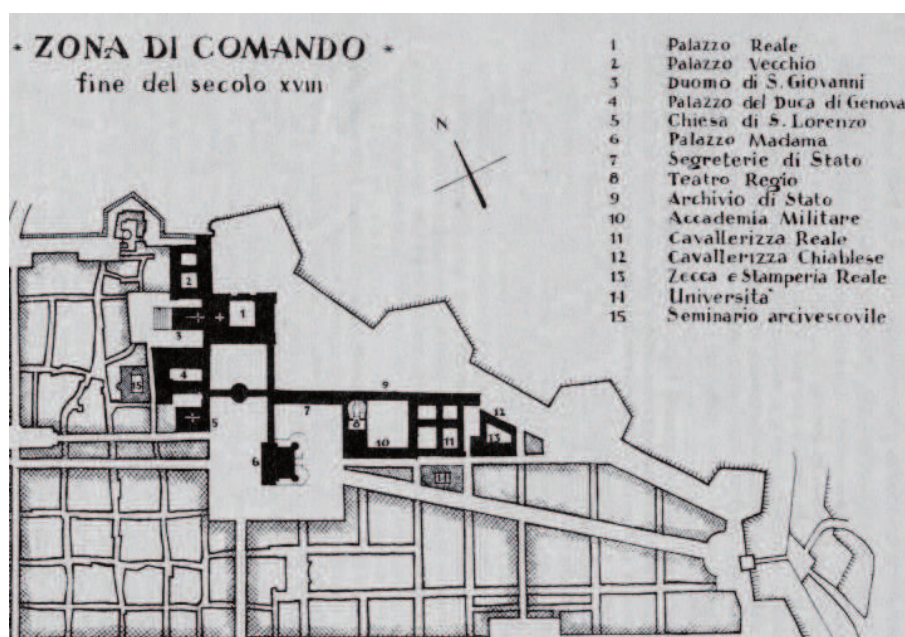 * ZONA DI COMANDO *
fine del secolo XVIII
1 Palazzo Reale
2 Palazzo Vecchio
3 Duomo di S. Giovanni
4 Palazzo del Duca di Genova
5 Chiesa di S. Lorenzo
6 Palazzo Madama
7 Segreterie di Stato
8 Teatro Regio
9 Archivio di Stato
10 Accademia Militare
11 Cavallerizza Reale
12 Cavallerizza Chiablese
13 Zecca e Stamperia Reale
14 Università
15 Seminario arcivescovile
N
2
1
3
4
15
5
6
7
8
9
10
11
12
13